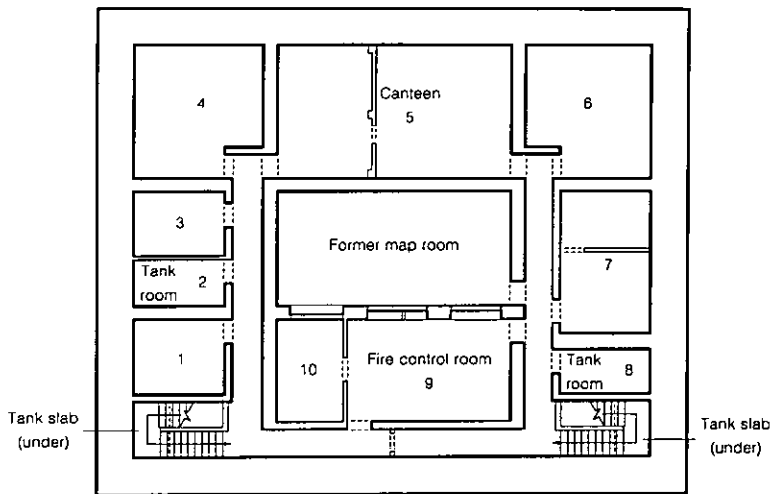 4
Canteen
5
6
3
Former map room
7
Tank
room
2
1
10
Fire control room
9
Tank
room
8
Tank slab
(under)
Tank slab
(under)